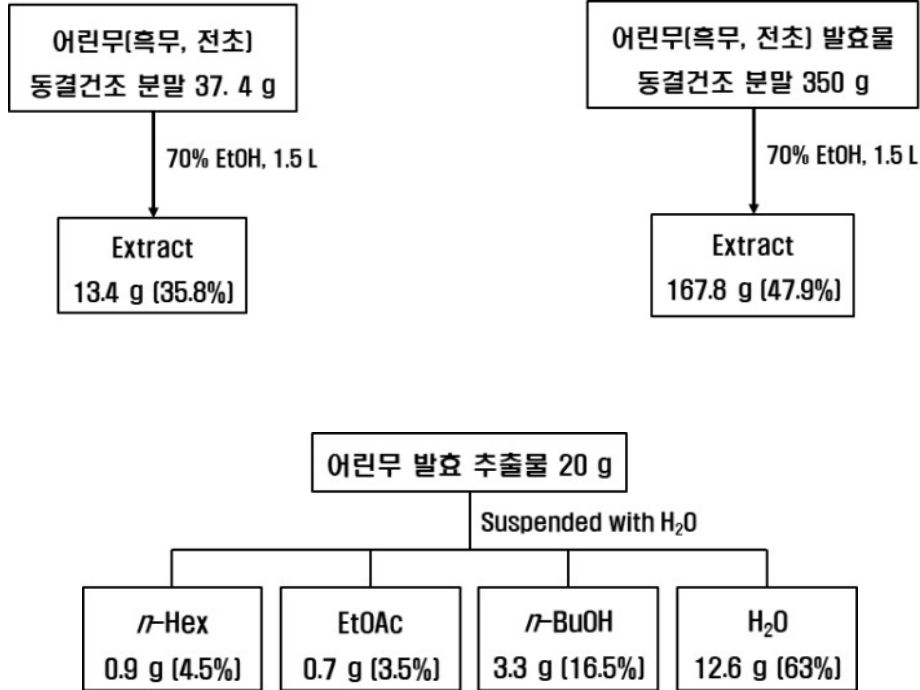 어린무(흑무, 전초)
동결건조 분말 37. 4 g
70% EtOH, 1.5 L
Extract
13.4 g (35.8%)
어린무(흑무, 전초) 발효물
동결건조 분말 350 g
70% EtOH, 1.5 L
Extract
167.8 g (47.9%)
어린무 발효 추출물 20 g
Suspended with H₂O
n-Hex
0.9 g (4.5%)
EtOAc
0.7 g (3.5%)
n-BuOH
3.3 g (16.5%)
H₂O
12.6 g (63%)